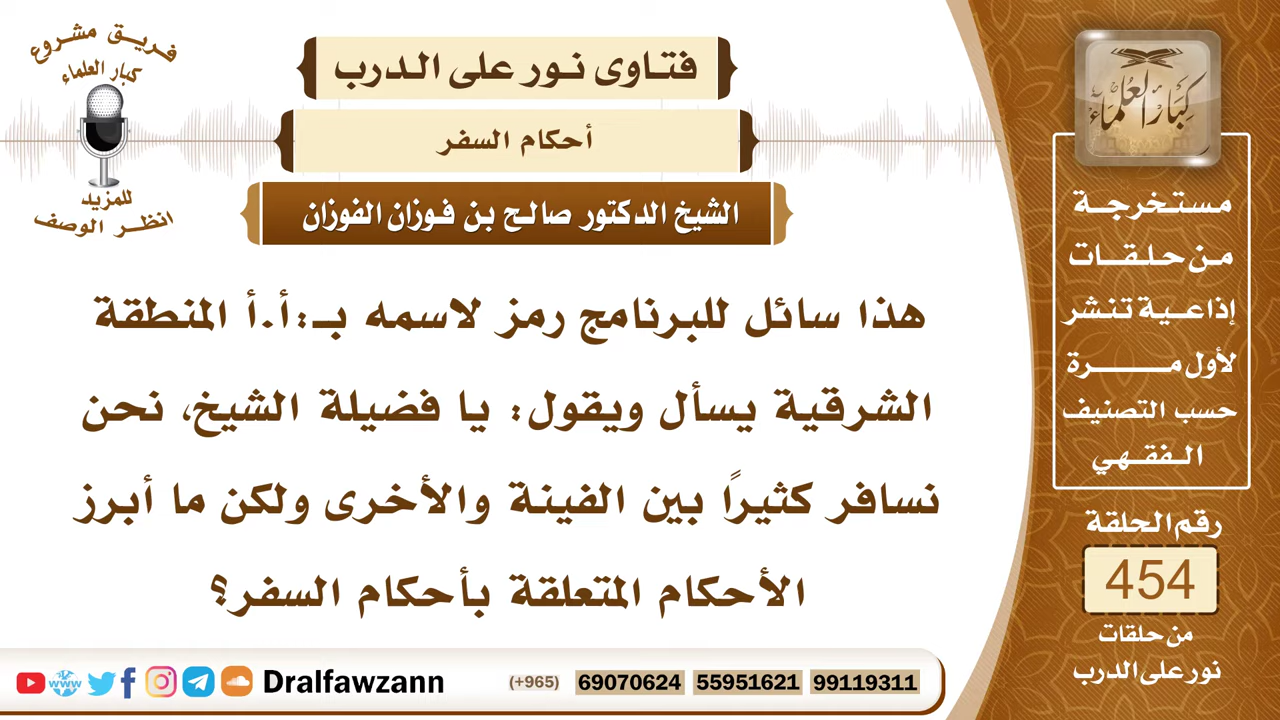 فريق مشروع
كبار العلماء
للمزيد
انظر الوصف
فتاوى نور على الدرب
أحكام السفر
الشيخ الدكتور صالح بن فوزان الفوزان
هذا سائل للبرنامج رمز لاسمه بـ:أ.أ المنطقة
الشرقية يسأل ويقول: يا فضيلة الشيخ، نحن
نسافر كثيرًا بين الفينة والأخرى ولكن ما أبرز
الأحكام المتعلقة بأحكام السفر؟
كبار العلماء
مستخرجة
من حلقات
إذاعية تنشر
لأول مرة
حسب التصنيف
الفقهي
رقم الحلقة
454
من حلقات
نور على الدرب
www Dralfawzann (+965) 69070624 55951621 99119311